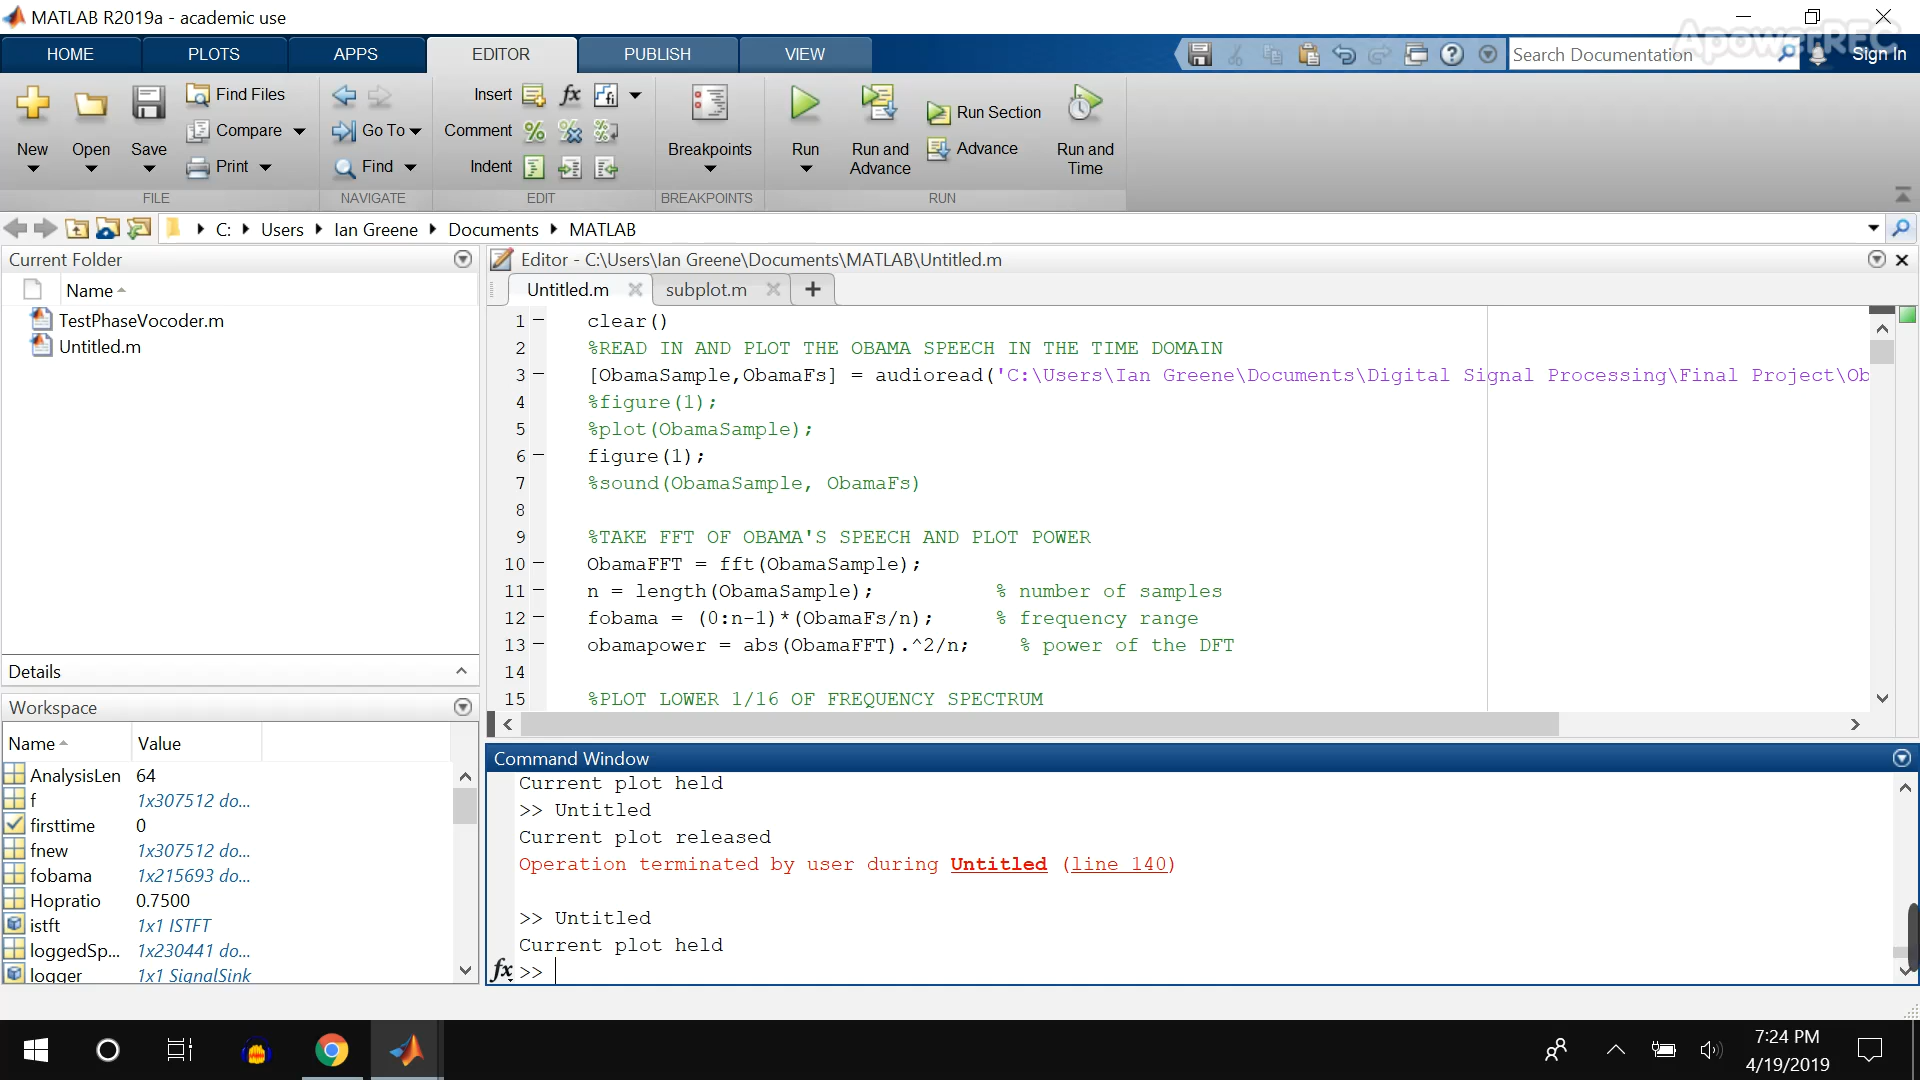 MATLAB R2019a - academic use
ApowerREC
HOME PLOTS APPS EDITOR PUBLISH VIEW
Search Documentation
Sign In
New
Open
Save
Find Files
Compare
Print
FILE
Go To
Find
NAVIGATE
Insert
Comment
Indent
EDIT
Breakpoints
BREAKPOINTS
Run
Run and
Advance
Run Section
Advance
Run and
Time
RUN
C: Users Ian Greene Documents MATLAB
Current Folder
Name
TestPhaseVocoder.m
Untitled.m
Details
Workspace
Name Value
AnalysisLen 64
f 1x307512 do...
firsttime 0
fnew 1x307512 do...
fobama 1x215693 do...
Hopratio 0.7500
istft 1x1 ISTFT
loggedSp... 1x230441 do...
logger 1x1 SignalSink
Editor - C:\Users\Ian Greene\Documents\MATLAB\Untitled.m
Untitled.m subplot.m +
1 clear()
2 %READ IN AND PLOT THE OBAMA SPEECH IN THE TIME DOMAIN
3 [ObamaSample,ObamaFs] = audioread('C:\Users\Ian Greene\Documents\Digital Signal Processing\Final Project\Ob
4 %figure(1);
5 %plot(ObamaSample);
6 figure(1);
7 %sound(ObamaSample, ObamaFs)
8
9 %TAKE FFT OF OBAMA'S SPEECH AND PLOT POWER
10 ObamaFFT = fft(ObamaSample);
11 n = length(ObamaSample); % number of samples
12 fobama = (0:n-1)*(ObamaFs/n); % frequency range
13 obamapower = abs(ObamaFFT).^2/n; % power of the DFT
14
15 %PLOT LOWER 1/16 OF FREQUENCY SPECTRUM
Command Window
Current plot held
>> Untitled
Current plot released
Operation terminated by user during Untitled (line 140)
>> Untitled
Current plot held
fx >>
7:24 PM
4/19/2019